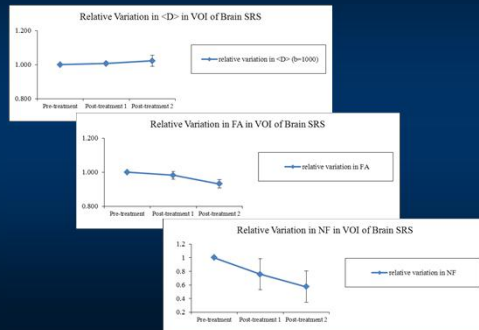 Relative Variation in <D> in VOI of Brain SRS
1.200
1.000
0.800
Pre-treatment Post-treatment 1 Post-treatment 2
relative variation in <D> (b=1000)
Relative Variation in FA in VOI of Brain SRS
1.200
1.000
0.800
Pre-treatment Post-treatment 1 Post-treatment 2
relative variation in FA
Relative Variation in NF in VOI of Brain SRS
1.2
1
0.8
0.6
0.4
0.2
Pre-treatment Post-treatment 1 Post-treatment 2
relative variation in NF